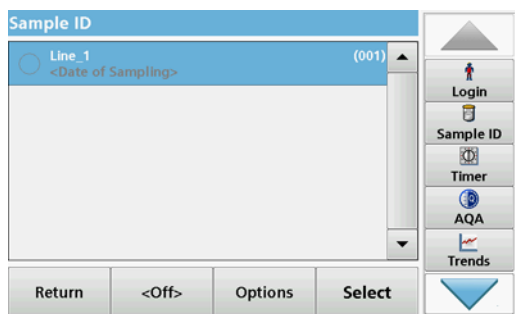 Sample ID
Line_1 (001)
<Date of Sampling>
Login
Sample ID
Timer
AQA
Trends
Return <Off> Options Select